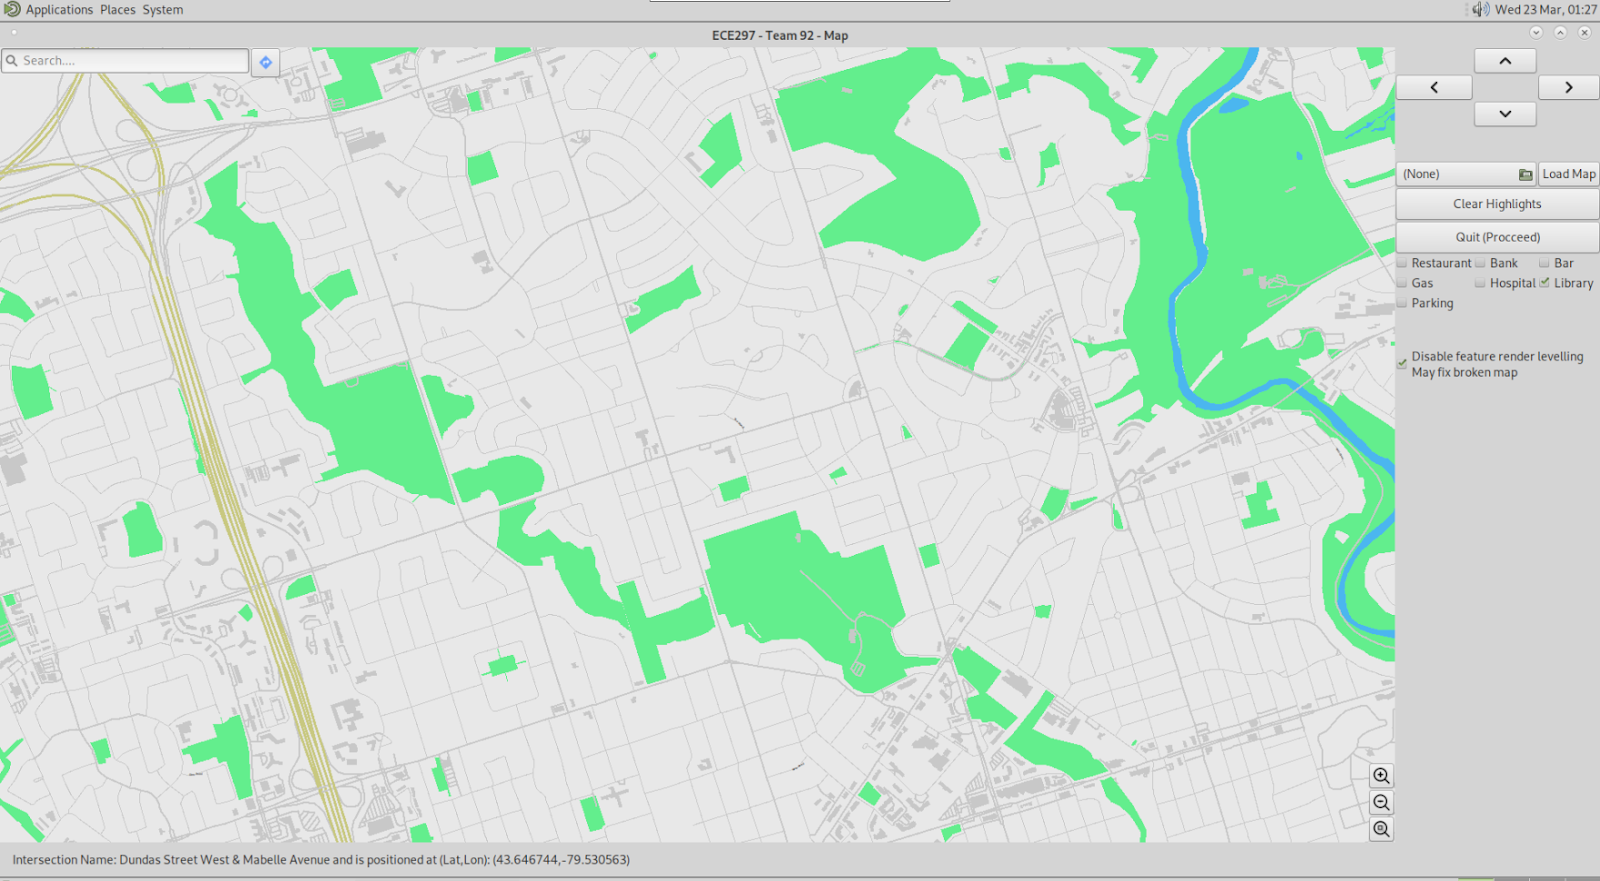 Applications Places System
Wed 23 Mar, 01:27
ECE297 - Team 92 - Map
Search....
(None)
Load Map
Clear Highlights
Quit (Procceed)
Restaurant Bank Bar
Gas Hospital Library
Parking
Disable feature render levelling
May fix broken map
Intersection Name: Dundas Street West & Mabelle Avenue and is positioned at (Lat,Lon): (43.646744,-79.530563)